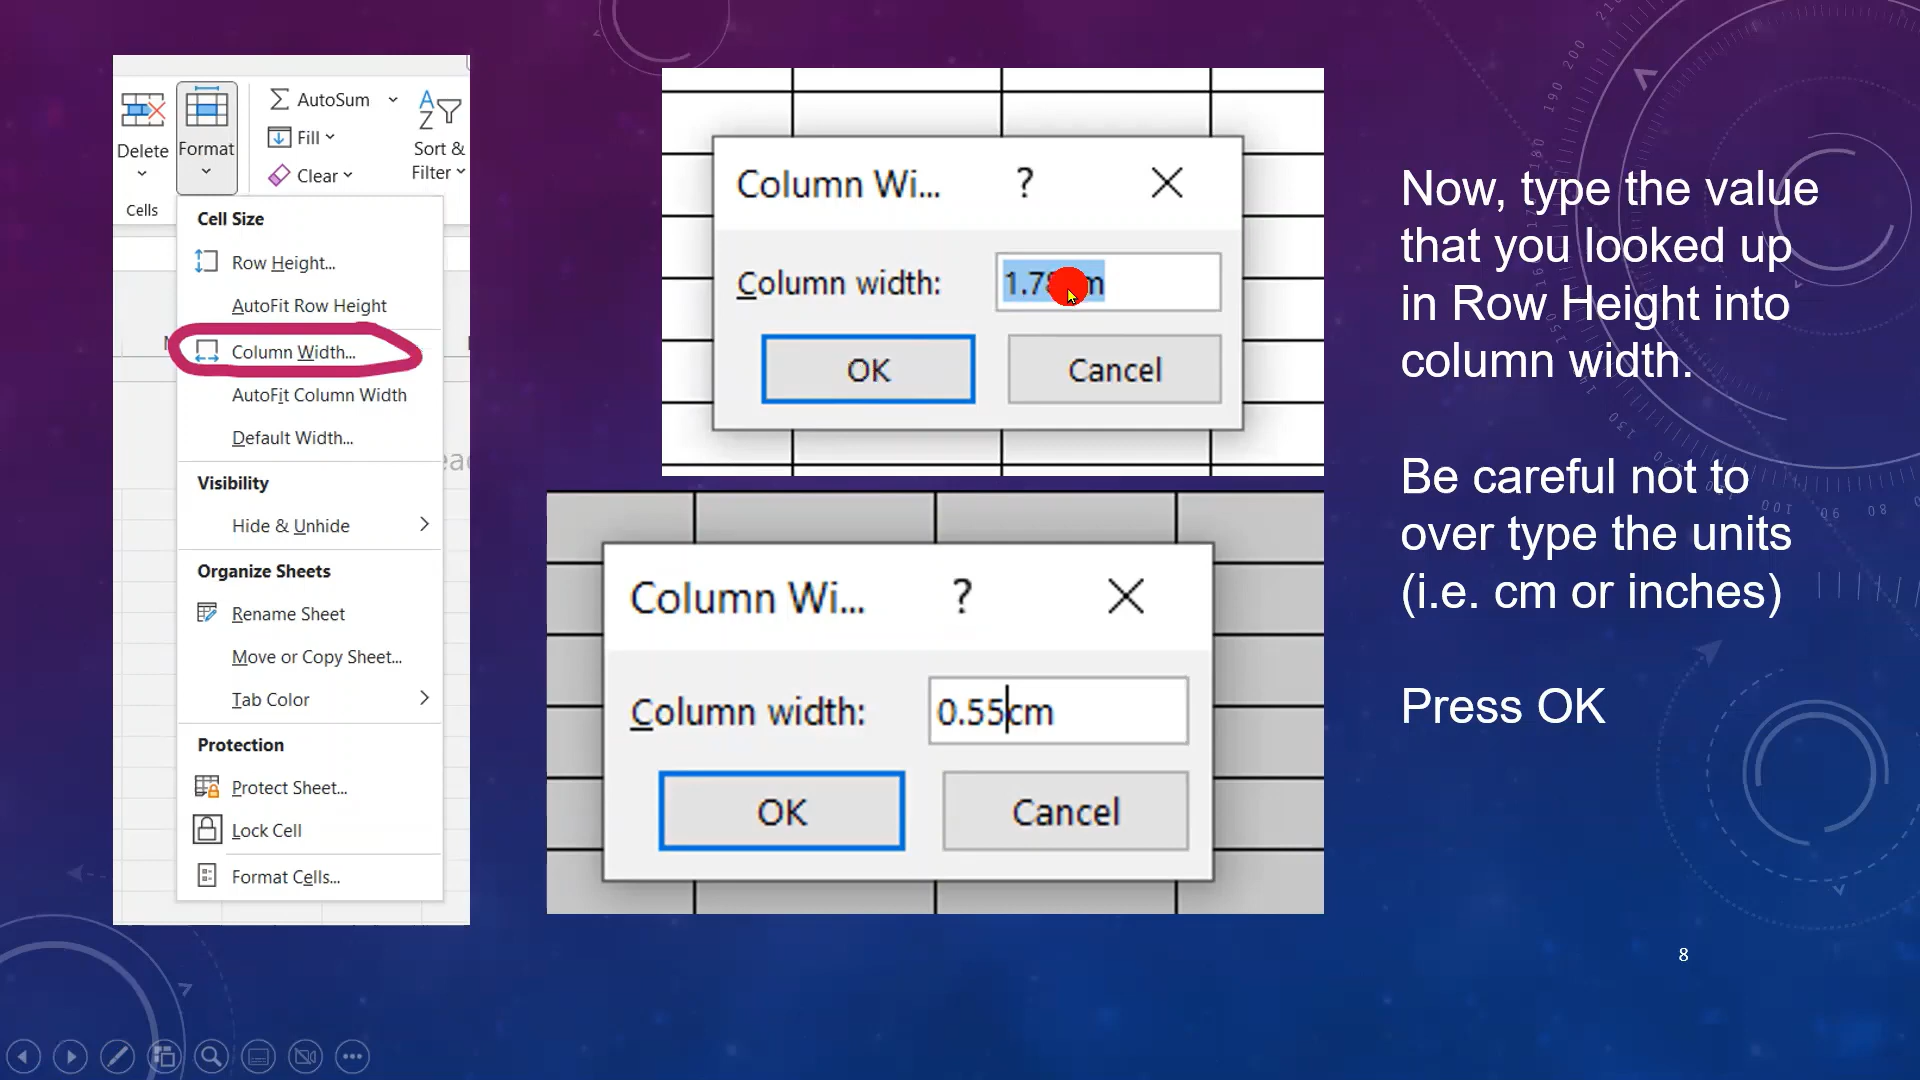 Delete
Format
AutoSum
Fill
Clear
Sort &
Filter
Cells
Cell Size
Row Height...
AutoFit Row Height
Column Width...
AutoFit Column Width
Default Width...
Visibility
Hide & Unhide
Organize Sheets
Rename Sheet
Move or Copy Sheet...
Tab Color
Protection
Protect Sheet...
Lock Cell
Format Cells...
Column Wi... ?
Column width:
OK Cancel
Column Wi... ?
Column width: 0.55cm
OK Cancel
Now, type the value
that you looked up
in Row Height into
column width.
Be careful not to
over type the units
(i.e. cm or inches)
Press OK
8